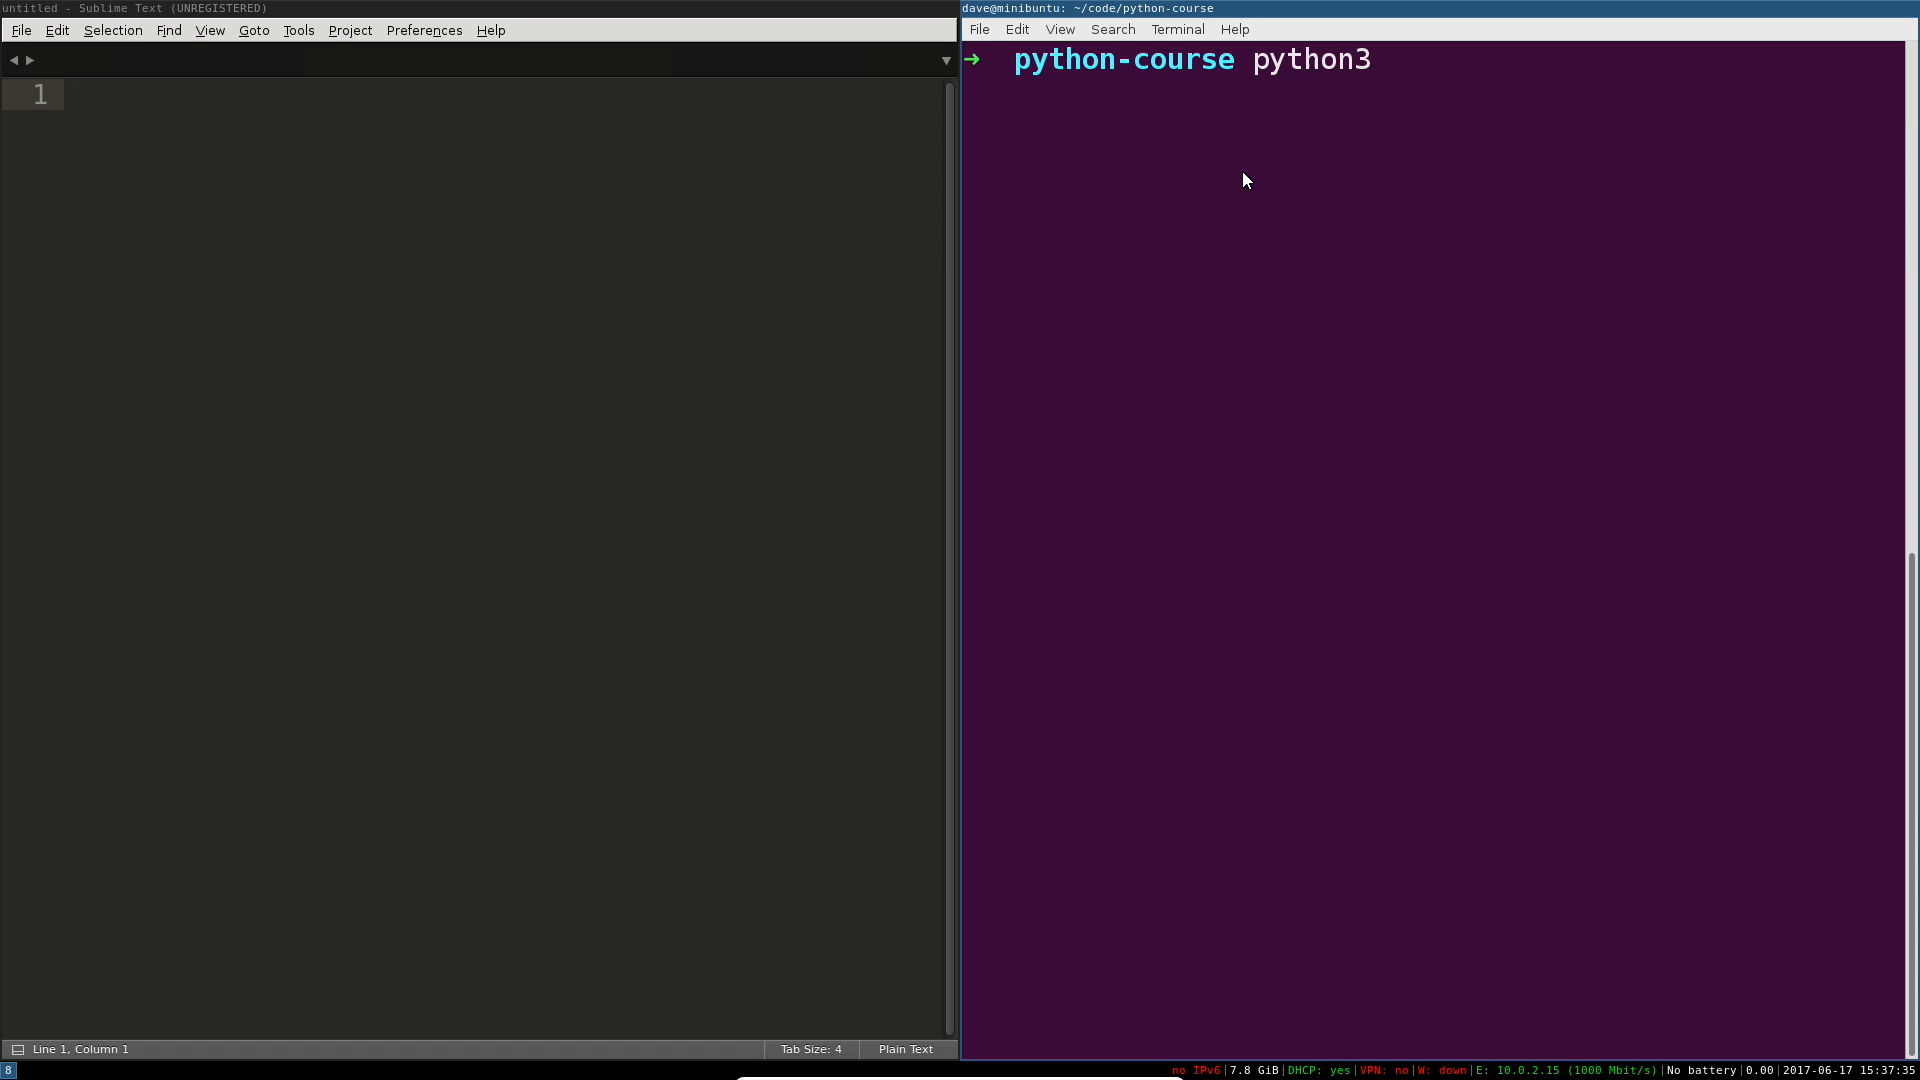 untitled - Sublime Text (UNREGISTERED)
File Edit Selection Find View Goto Tools Project Preferences Help
1
Line 1, Column 1
Tab Size: 4
Plain Text
dave@minibuntu: ~/code/python-course
File Edit View Search Terminal Help
➜ python-course python3
8
no IPv6|7.8 GiB|DHCP: yes|VPN: no|W: down|E: 10.0.2.15 (1000 Mbit/s)|No battery|0.00|2017-06-17 15:37:35